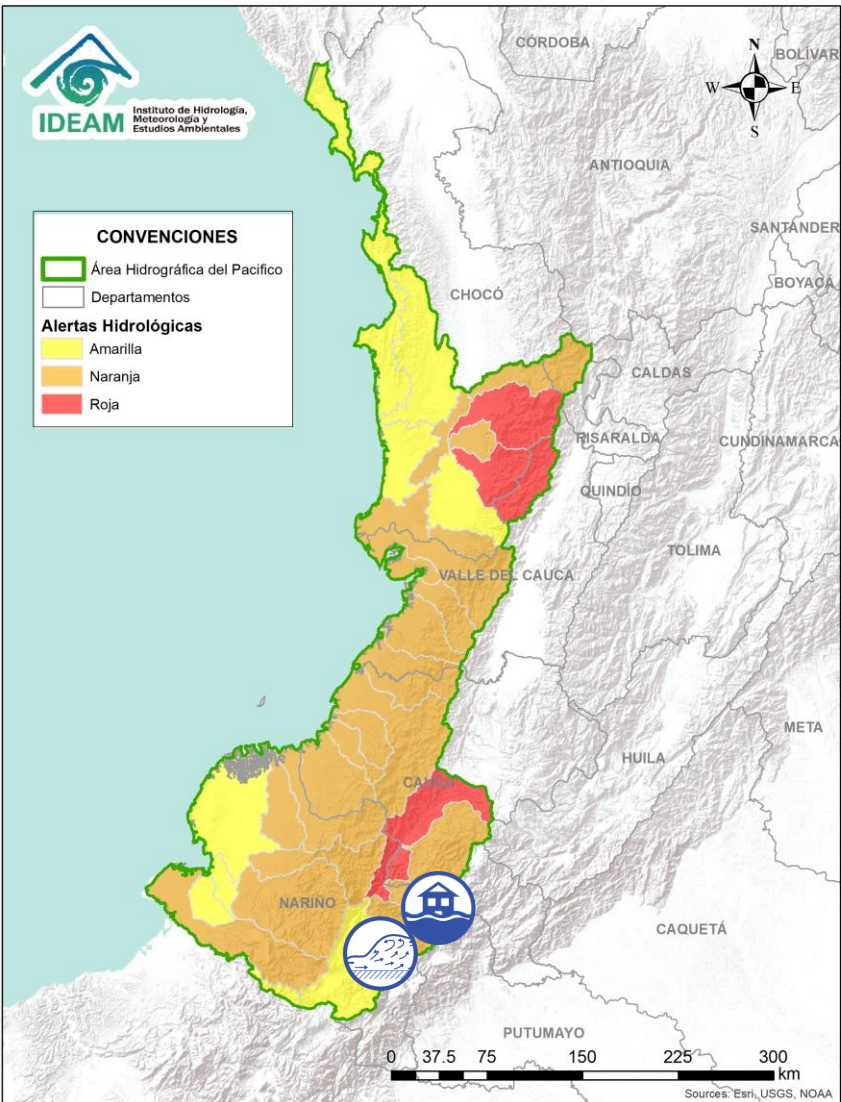 IDEAM
Instituto de Hidrología,
Meteorología y
Estudios Ambientales
CÓRDOBA
BOLÍVAR
N
W
E
S
ANTIOQUIA
SANTANDER
BOYACÁ
CONVENCIONES
Área Hidrográfica del Pacifico
Departamentos
Alertas Hidrológicas
Amarilla
Naranja
Roja
CHOCÓ
CALDAS
RISARALDA
CUNDINAMARCA
QUINDÍO
TOLIMA
VALLE DEL CAUCA
META
HUILA
CAUCA
NARIÑO
CAQUETÁ
PUTUMAYO
0 37.5 75 150 225 300
km
Sources: Esri, USGS, NOAA